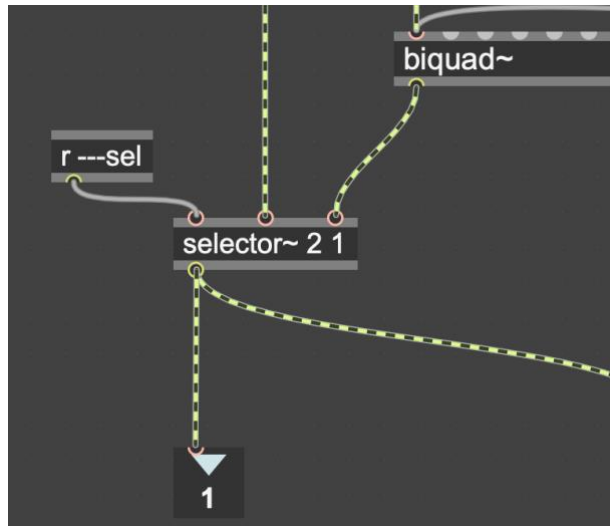 biquad~
r ---sel
selector~ 2 1
1